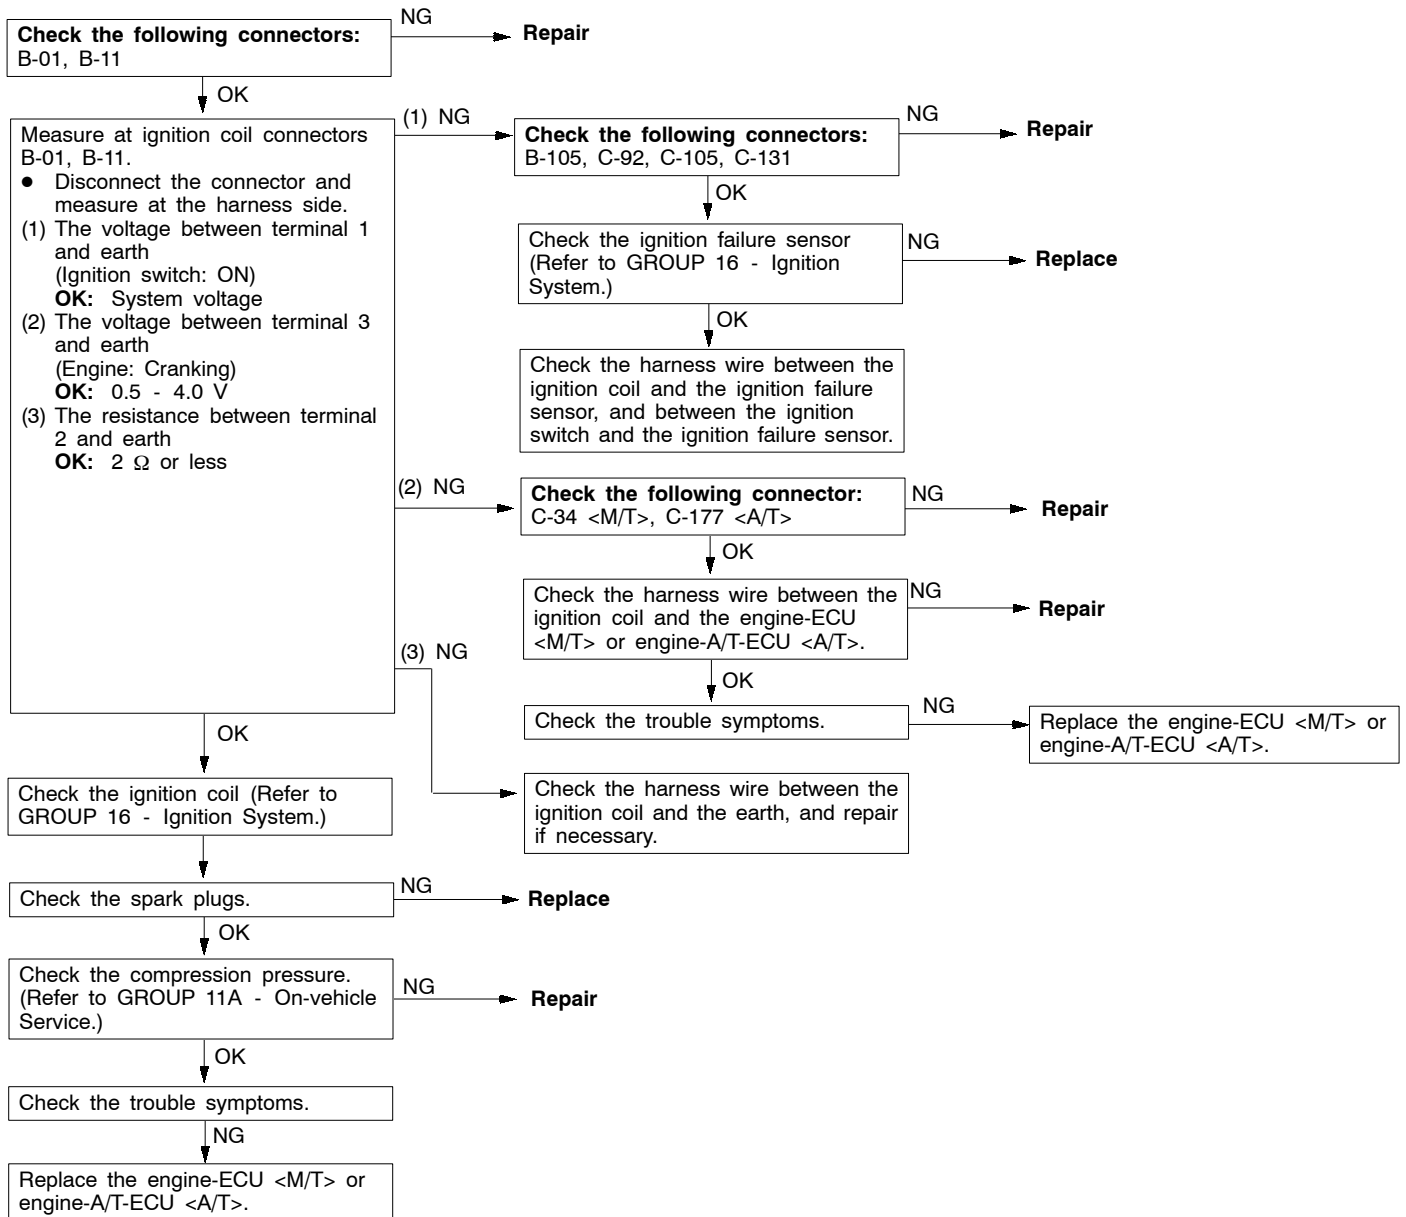 NG
Check the following connectors:
B-01, B-11
Repair
OK
Measure at ignition coil connectors
B-01, B-11.
● Disconnect the connector and
measure at the harness side.
(1) The voltage between terminal 1
and earth
(Ignition switch: ON)
OK: System voltage
(2) The voltage between terminal 3
and earth
(Engine: Cranking)
OK: 0.5 - 4.0 V
(3) The resistance between terminal
2 and earth
OK: 2 Ω or less
(1) NG
Check the following connectors:
B-105, C-92, C-105, C-131
NG
Repair
OK
Check the ignition failure sensor
(Refer to GROUP 16 - Ignition
System.)
NG
Replace
OK
Check the harness wire between the
ignition coil and the ignition failure
sensor, and between the ignition
switch and the ignition failure sensor.
(2) NG
Check the following connector:
C-34 <M/T>, C-177 <A/T>
NG
Repair
OK
Check the harness wire between the
ignition coil and the engine-ECU
<M/T> or engine-A/T-ECU <A/T>.
NG
Repair
OK
Check the trouble symptoms.
NG
Replace the engine-ECU <M/T> or
engine-A/T-ECU <A/T>.
(3) NG
Check the harness wire between the
ignition coil and the earth, and repair
if necessary.
OK
Check the ignition coil (Refer to
GROUP 16 - Ignition System.)
Check the spark plugs.
NG
Replace
OK
Check the compression pressure.
(Refer to GROUP 11A - On-vehicle
Service.)
NG
Repair
OK
Check the trouble symptoms.
NG
Replace the engine-ECU <M/T> or
engine-A/T-ECU <A/T>.